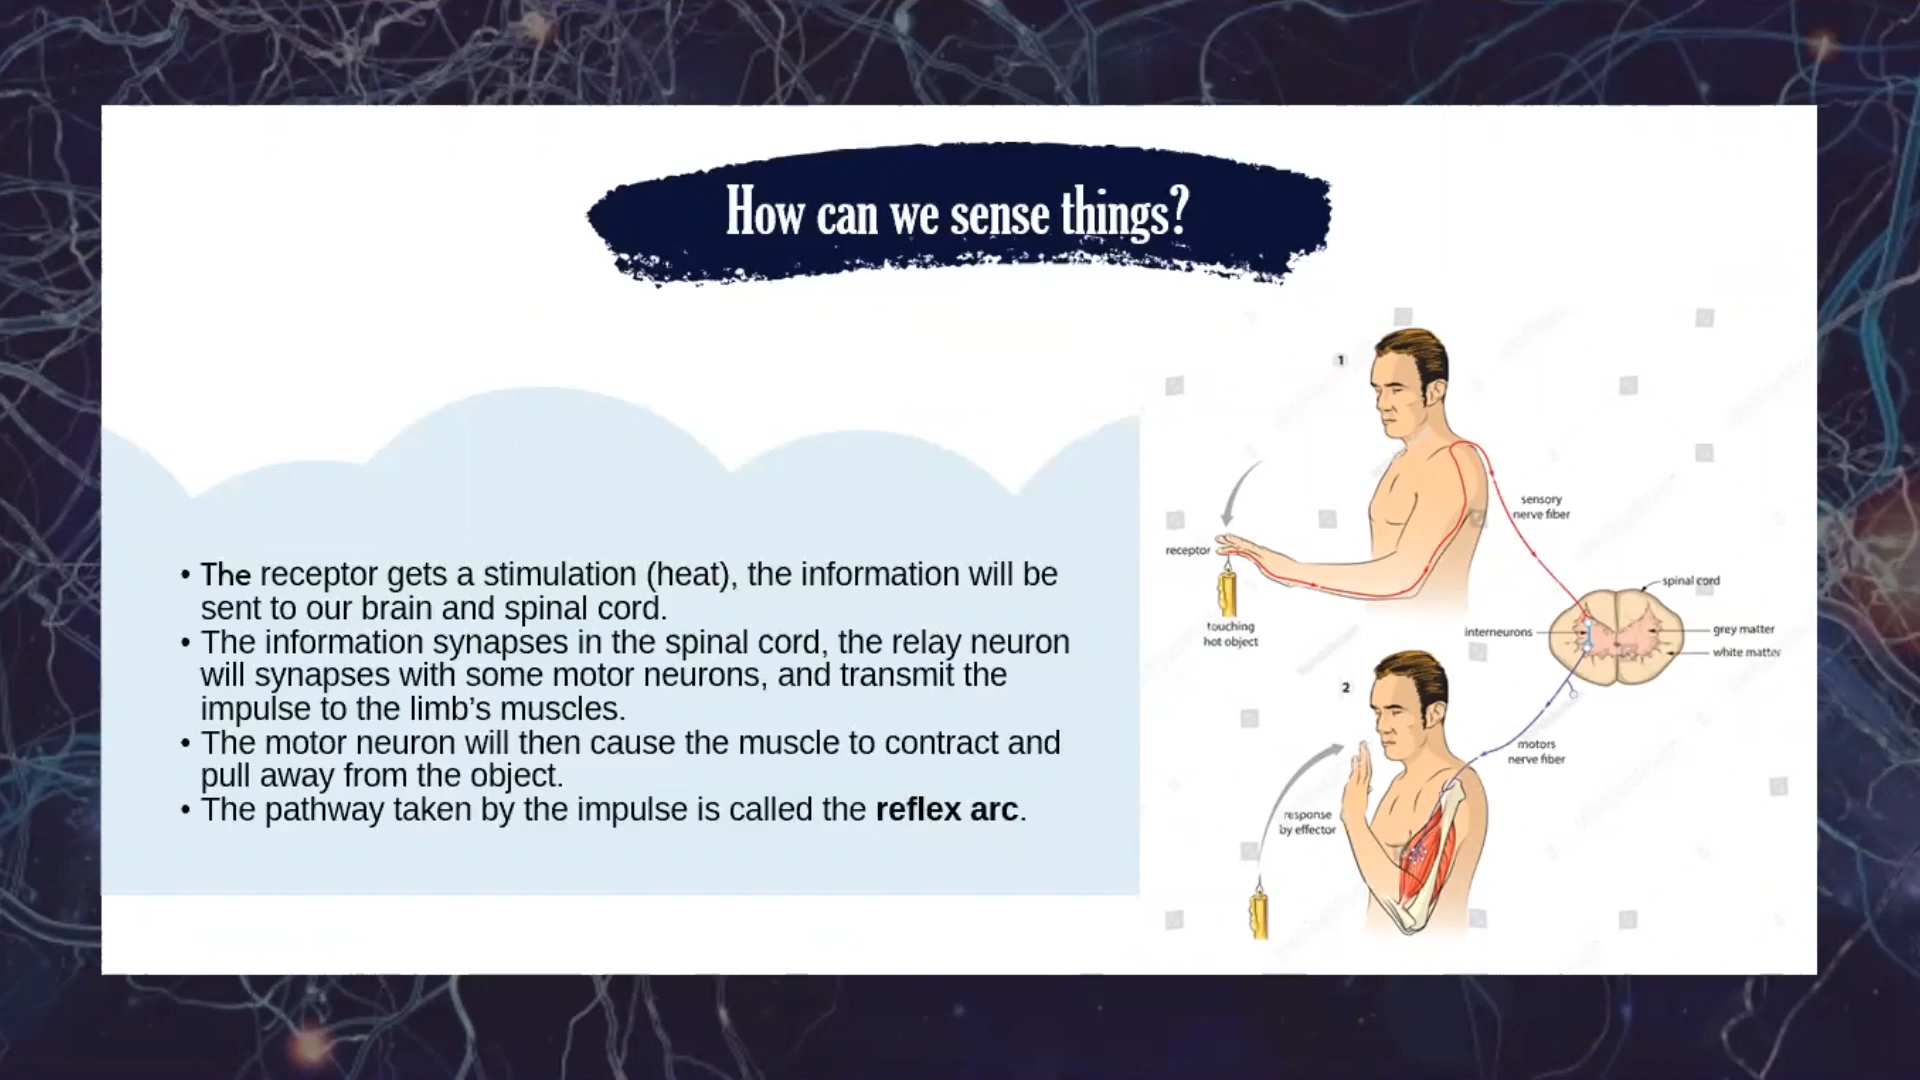 How can we sense things?
• The receptor gets a stimulation (heat), the information will be
sent to our brain and spinal cord.
• The information synapses in the spinal cord, the relay neuron
will synapses with some motor neurons, and transmit the
impulse to the limb’s muscles.
• The motor neuron will then cause the muscle to contract and
pull away from the object.
• The pathway taken by the impulse is called the reflex arc.
1
sensory
nerve fiber
receptor
touching
hot object
spinal cord
interneurons
grey matter
white matter
2
motors
nerve fiber
response
by effector